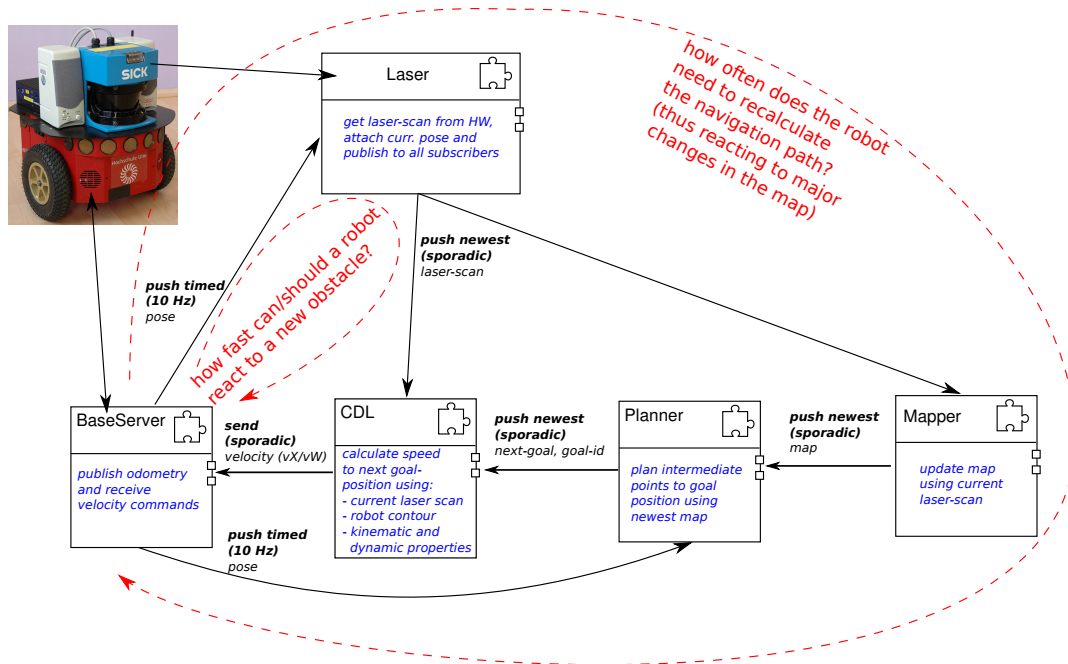 SICK
Hochschule Ulm
Laser
get laser-scan from HW,
attach curr. pose and
publish to all subscribers
how often does the robot
need to recalculate
the navigation path?
(thus reacting to major
changes in the map)
push newest
(sporadic)
laser-scan
push timed
(10 Hz)
pose
how fast can/should a robot
react to a new obstacle?
BaseServer
publish odometry
and receive
velocity commands
send
(sporadic)
velocity (vX/vW)
CDL
calculate speed
to next goal-
position using:
- current laser scan
- robot contour
- kinematic and
dynamic properties
push newest
(sporadic)
next-goal, goal-id
Planner
plan intermediate
points to goal
position using
newest map
push newest
(sporadic)
map
Mapper
update map
using current
laser-scan
push timed
(10 Hz)
pose